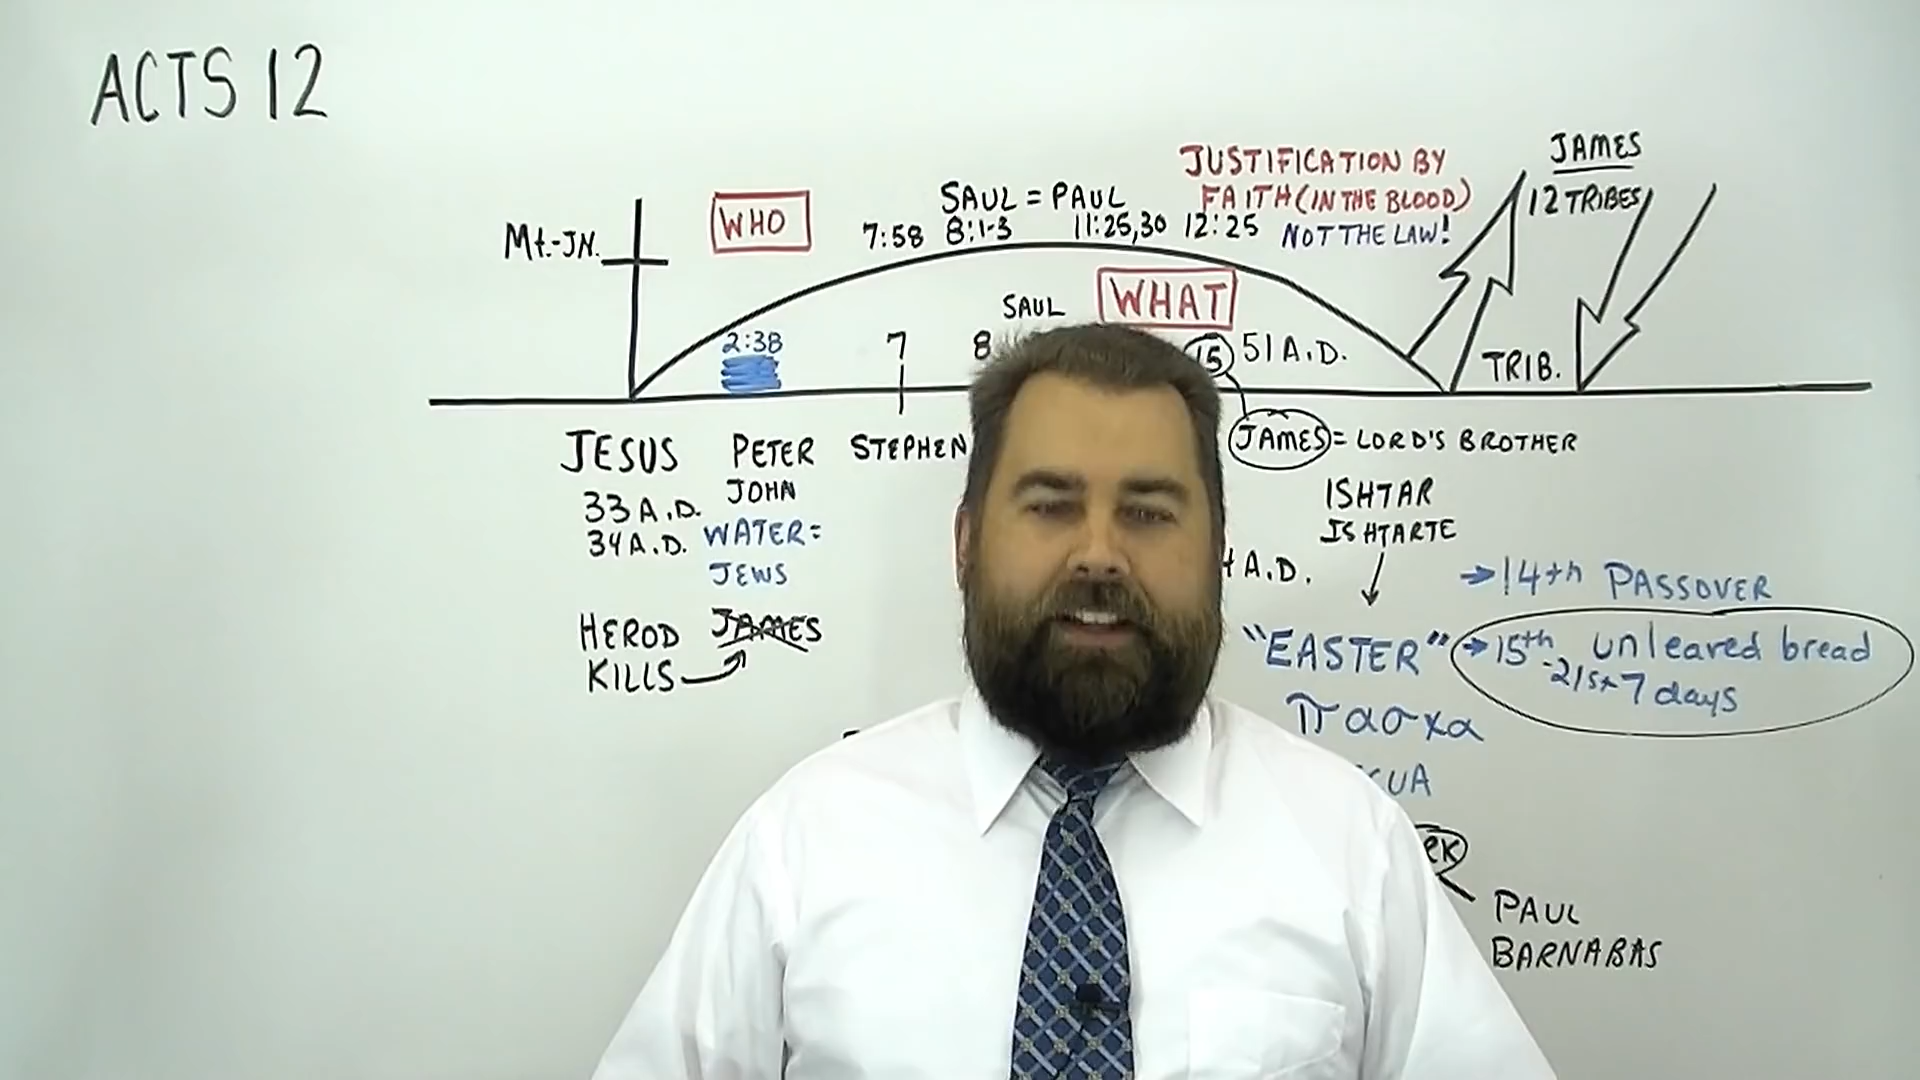 ACTS 12
JAMES
12 TRIBES
JUSTIFICATION BY
FAITH (IN THE BLOOD)
NOT THE LAW!
SAUL = PAUL
7:58 8:1-3 11:25,30 12:25
WHO
Mt.-JN.
WHAT
SAUL
2:38
7
8
15 51 A.D.
TRIB.
JESUS
33 A.D.
34 A.D.
PETER
JOHN
WATER=
JEWS
STEPHEN
JAMES = LORD'S BROTHER
ISHTAR
ISHTARTE
A.D.
HEROD JAMES
KILLS
14th PASSOVER
"EASTER" 15th unleared bread
-21st 7 days
πασχα
PAUL
BARNABAS